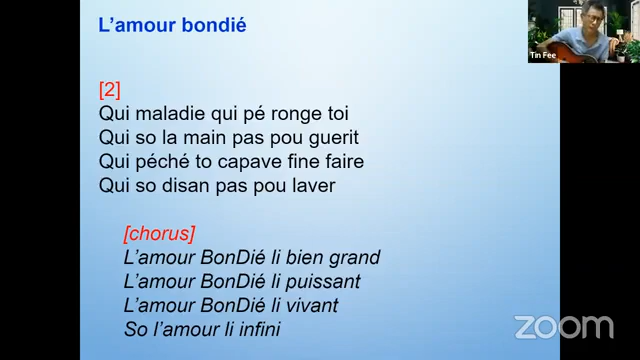 L'amour bondié
Tin Fee
[2]
Qui maladie qui pé ronge toi
Qui so la main pas pou guerit
Qui péché to capave fine faire
Qui so disan pas pou laver
[chorus]
L'amour BonDié li bien grand
L'amour BonDié li puissant
L'amour BonDié li vivant
So l'amour li infini
zoom